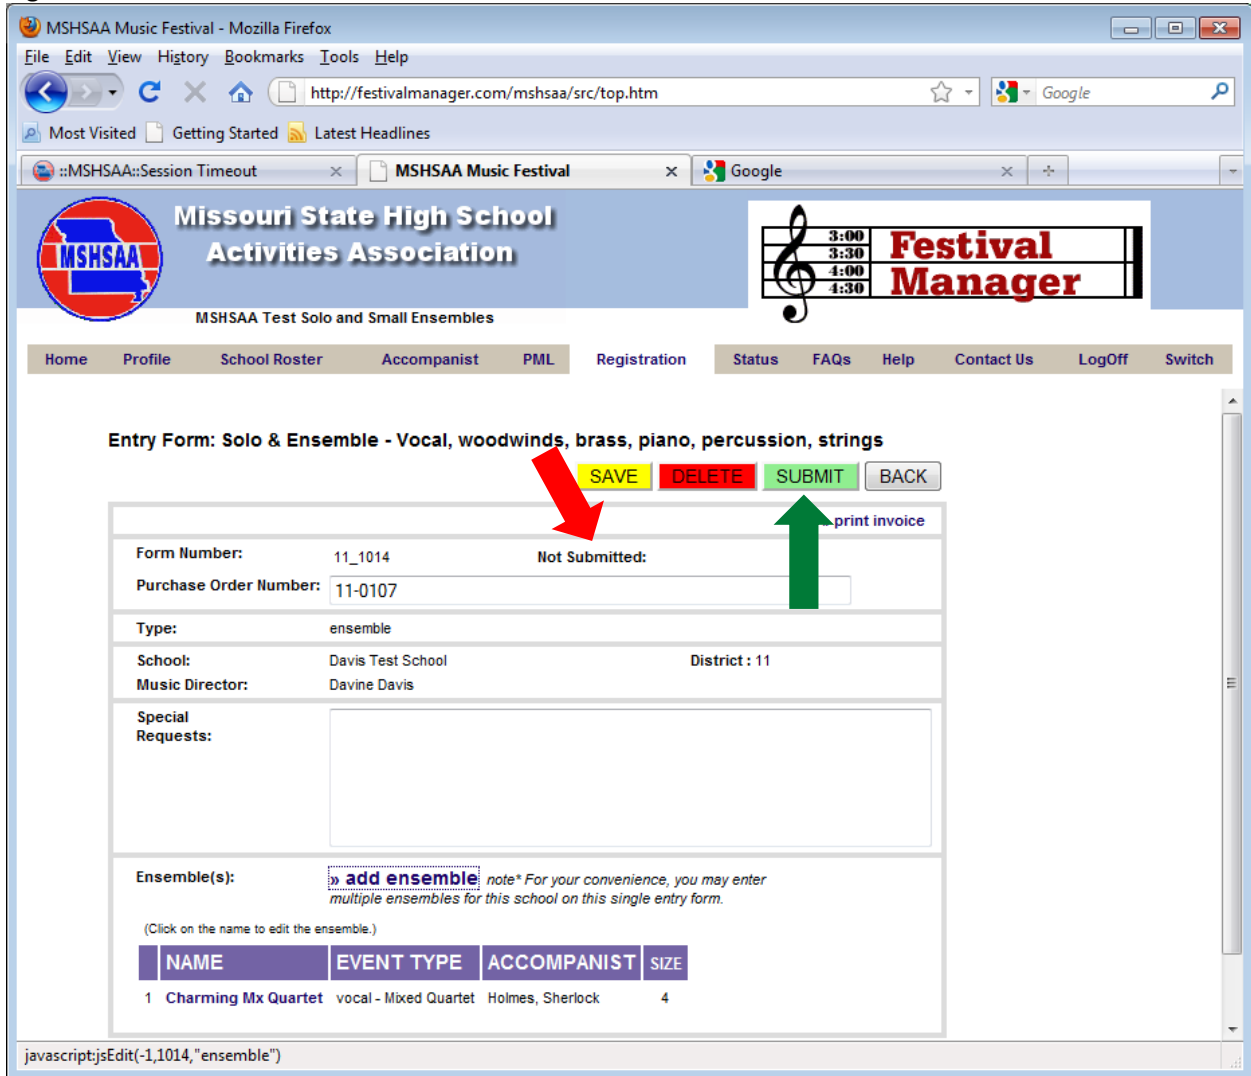 MSHSAA Music Festival - Mozilla Firefox
File Edit View History Bookmarks Tools Help
http://festivalmanager.com/mshsaa/src/top.htm
Google
Most Visited Getting Started Latest Headlines
::MSHSAA::Session Timeout
MSHSAA Music Festival
Google
MSHSAA
Missouri State High School
Activities Association
MSHSAA Test Solo and Small Ensembles
3:00
3:30
4:00
4:30
Festival
Manager
Home Profile School Roster Accompanist PML Registration Status FAQs Help Contact Us LogOff Switch
Entry Form: Solo & Ensemble - Vocal, woodwinds, brass, piano, percussion, strings
SAVE DELETE SUBMIT BACK
print invoice
Form Number: 11_1014 Not Submitted:
Purchase Order Number: 11-0107
Type: ensemble
School: Davis Test School District : 11
Music Director: Davine Davis
Special
Requests:
Ensemble(s): » add ensemble note* For your convenience, you may enter
multiple ensembles for this school on this single entry form.
(Click on the name to edit the ensemble.)
NAME EVENT TYPE ACCOMPANIST SIZE
1 Charming Mx Quartet vocal - Mixed Quartet Holmes, Sherlock 4
javascript:jsEdit(-1,1014,"ensemble")